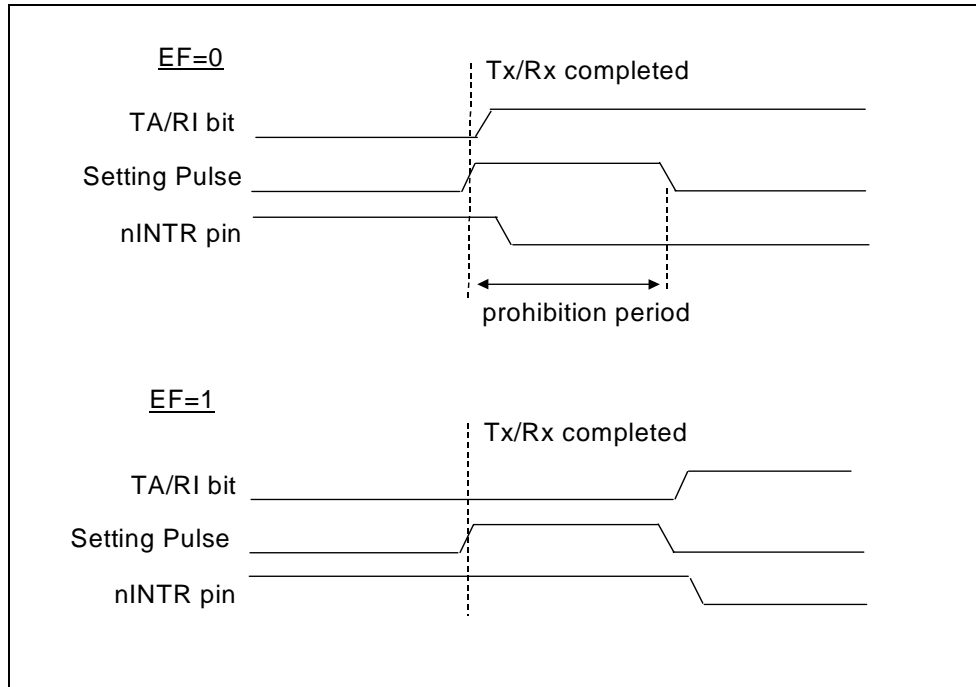 EF=0
Tx/Rx completed
TA/RI bit
Setting Pulse
nINTR pin
prohibition period
EF=1
Tx/Rx completed
TA/RI bit
Setting Pulse
nINTR pin